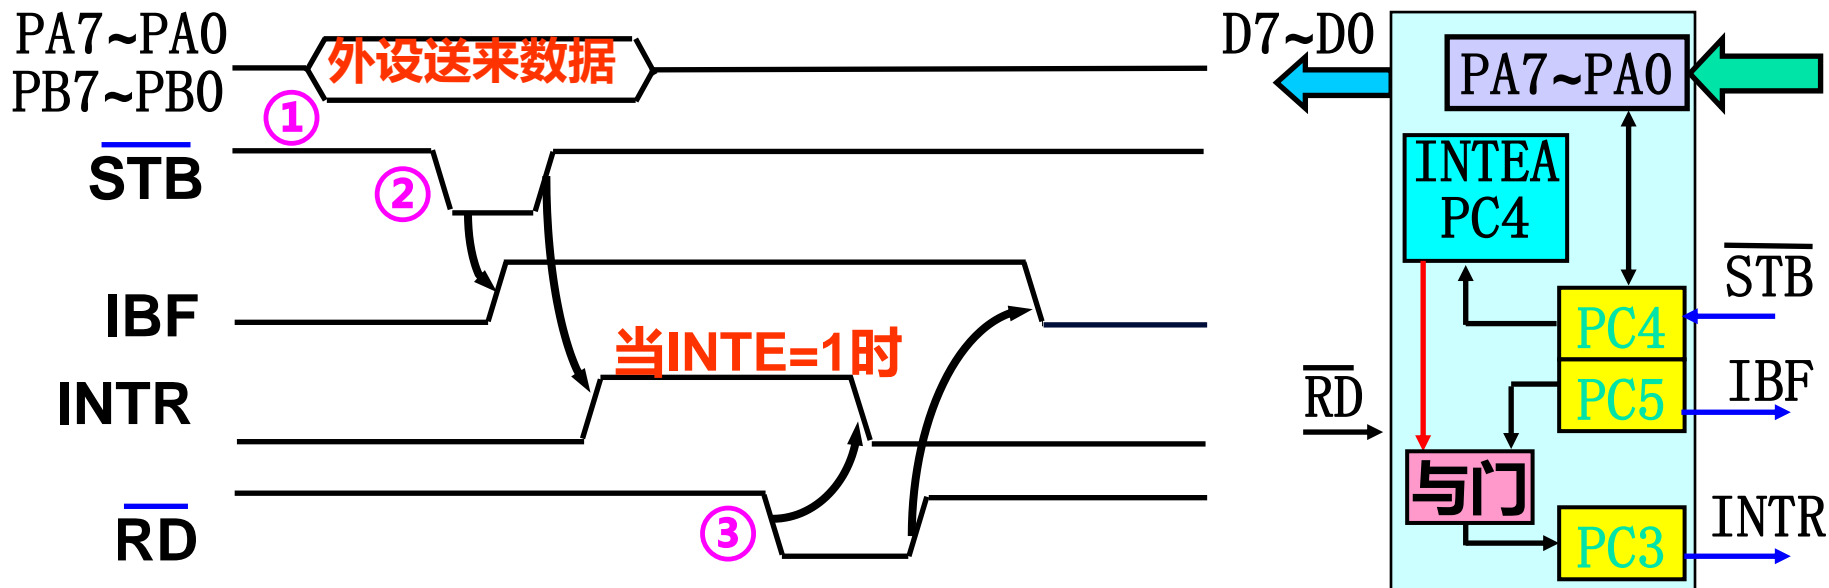 PA7~PA0
PB7~PB0
外设送来数据
①
STB
②
IBF
当INTE=1时
INTR
③
RD
D7~D0
PA7~PA0
INTEA
PC4
STB
PC4
IBF
PC5
RD
与门
INTR
PC3